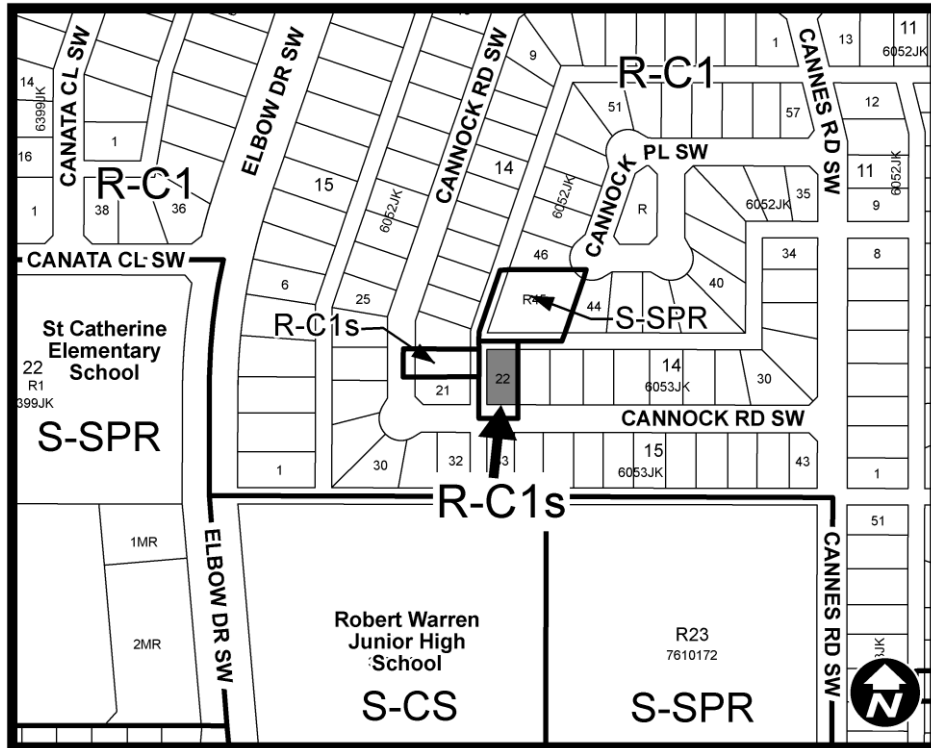 11
6052JK
13
1
CANNES RD SW
9
CANNOCK RD SW
ELBOW DR SW
CANATA CL SW
14
6399JK
R-C1
12
51
57
1
16
PL SW
CANNOCK
14
6052JK
15
6052JK
11
6052JK
R-C1
35
6052JK
9
1
38
36
R
46
34
8
CANATA CL SW
6
25
40
R-C1s
44
S-SPR
St Catherine
Elementary
School
22
R1
399JK
S-SPR
21
22
14
6053JK
30
CANNOCK RD SW
1
30
32
15
6053JK
43
1
R-C1s
51
1MR
2MR
ELBOW DR SW
CANNES RD SW
Robert Warren
Junior High
School
S-CS
R23
7610172
S-SPR
N